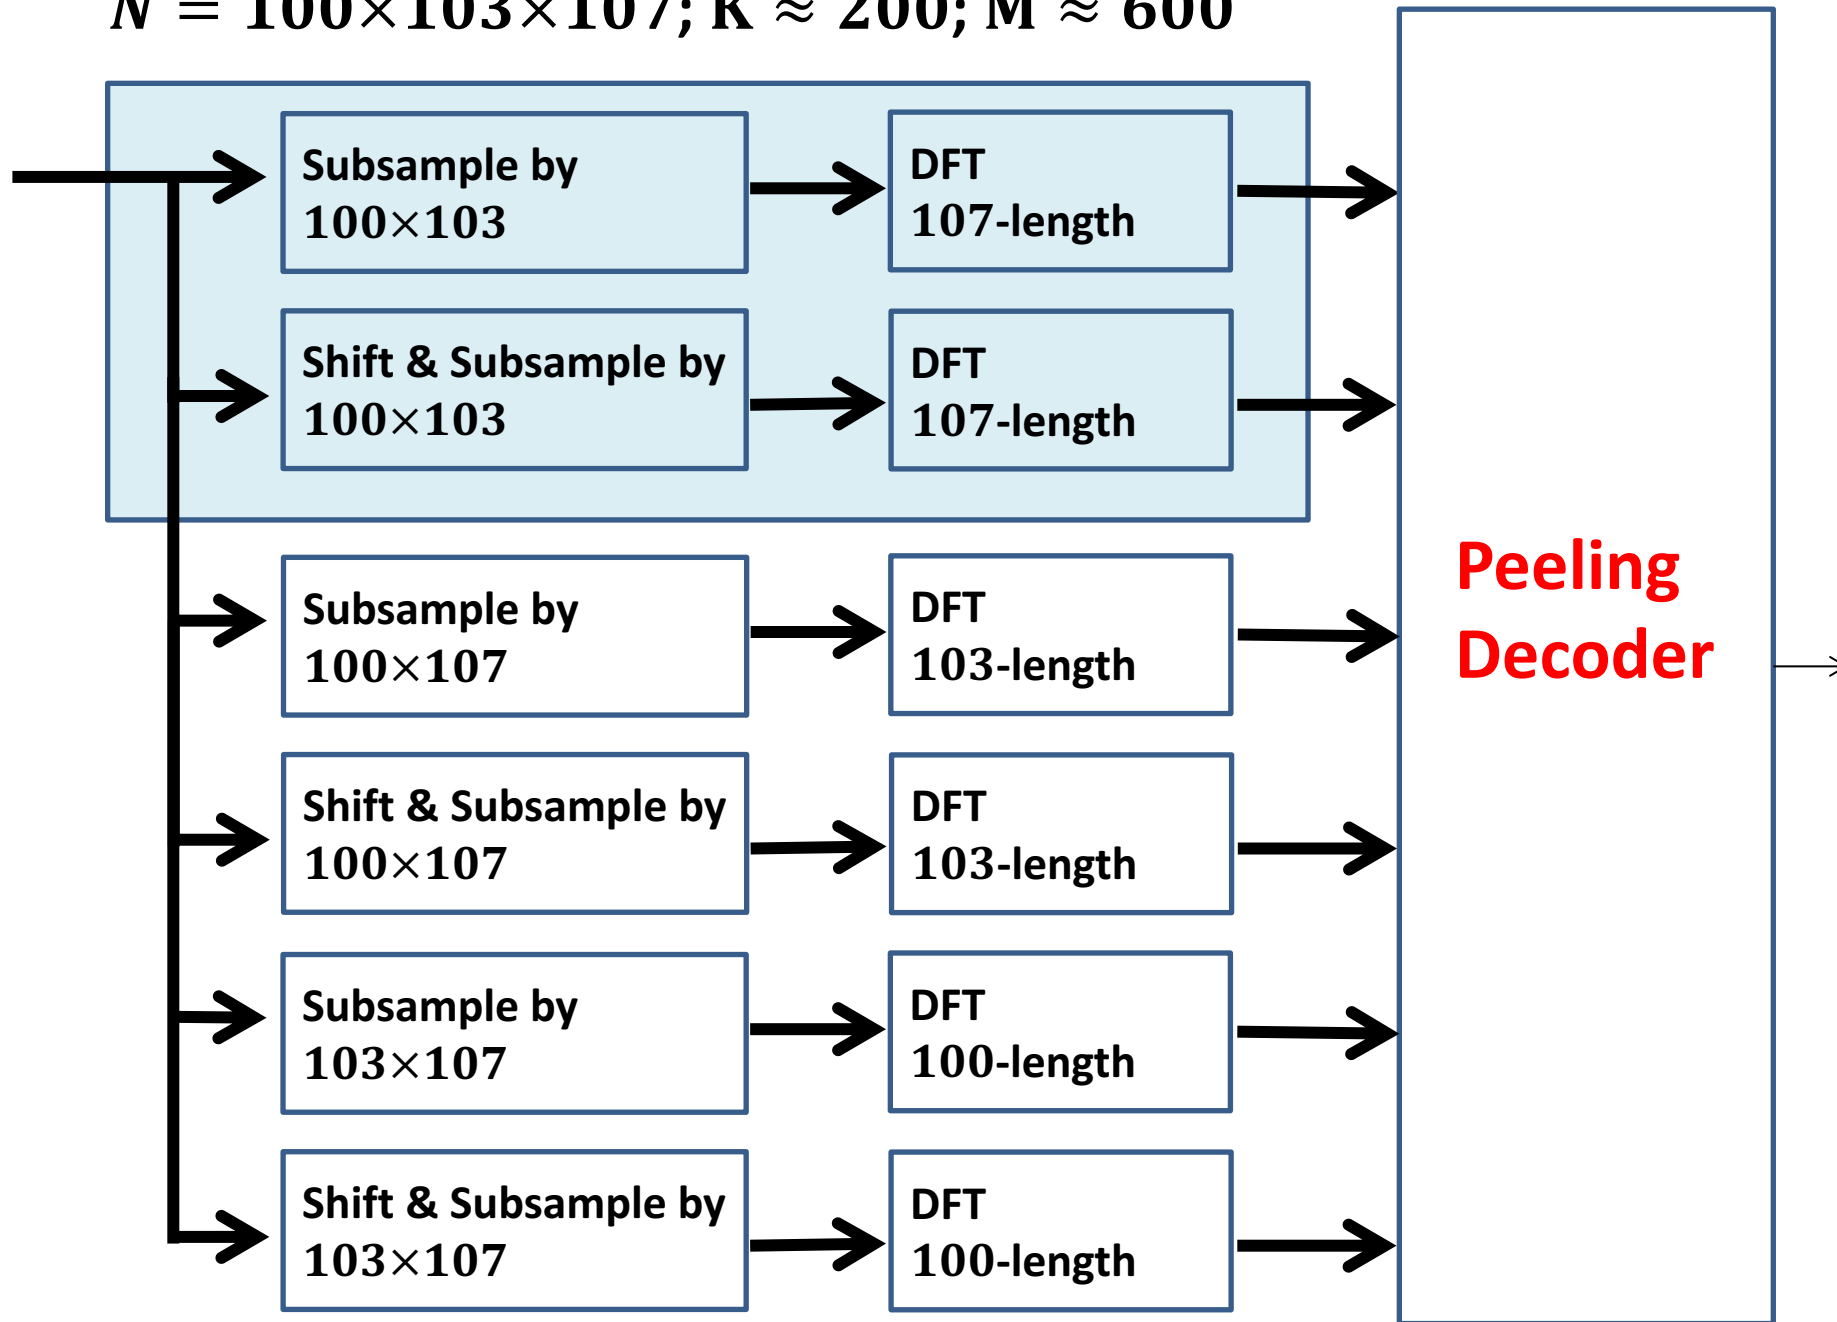 N = 100×103×107; K ≈ 200; M ≈ 600
Subsample by
100×103
DFT
107-length
Shift & Subsample by
100×103
DFT
107-length
Subsample by
100×107
DFT
103-length
Shift & Subsample by
100×107
DFT
103-length
Subsample by
103×107
DFT
100-length
Shift & Subsample by
103×107
DFT
100-length
Peeling
Decoder